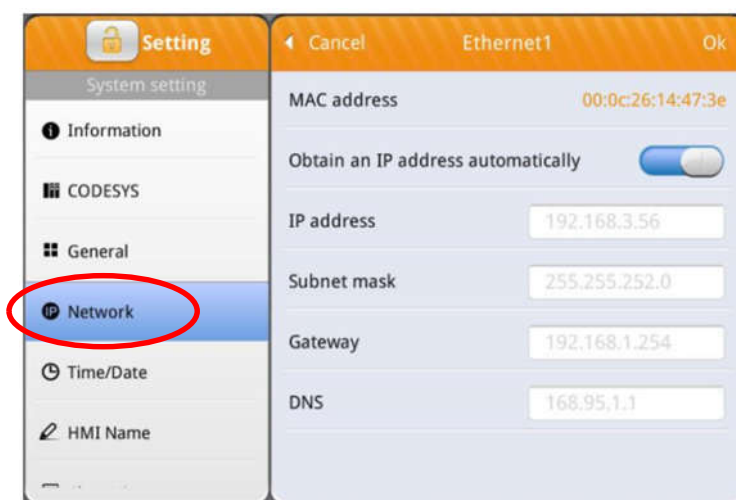 Setting
System setting
Information
CODESYS
General
IP Network
Time/Date
HMI Name
Cancel Ethernet1 Ok
MAC address 00:0c:26:14:47:3e
Obtain an IP address automatically
IP address 192.168.3.56
Subnet mask 255.255.252.0
Gateway 192.168.1.254
DNS 168.95.1.1